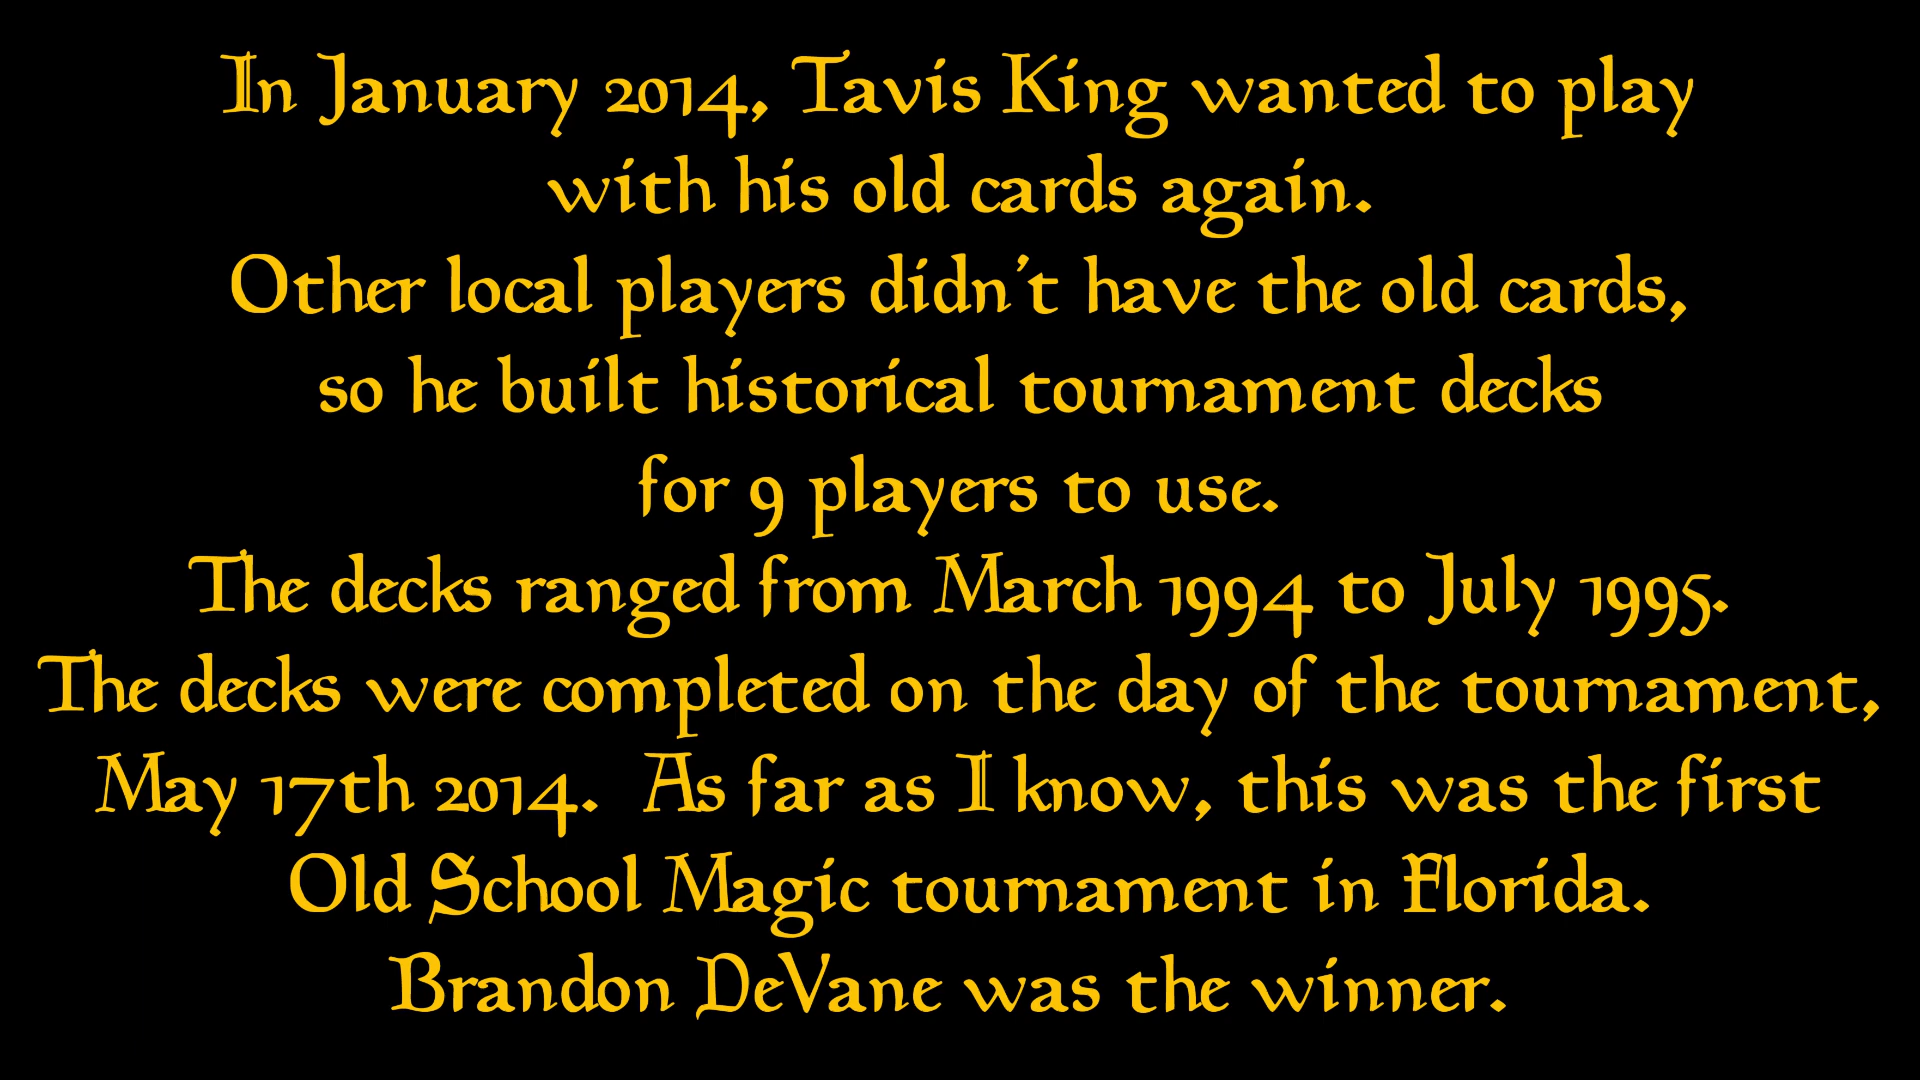 In January 2014, Tavis King wanted to play
with his old cards again.
Other local players didn't have the old cards,
so he built historical tournament decks
for 9 players to use.
The decks ranged from March 1994 to July 1995.
The decks were completed on the day of the tournament,
May 17th 2014.  As far as I know, this was the first
Old School Magic tournament in Florida.
Brandon DeVane was the winner.